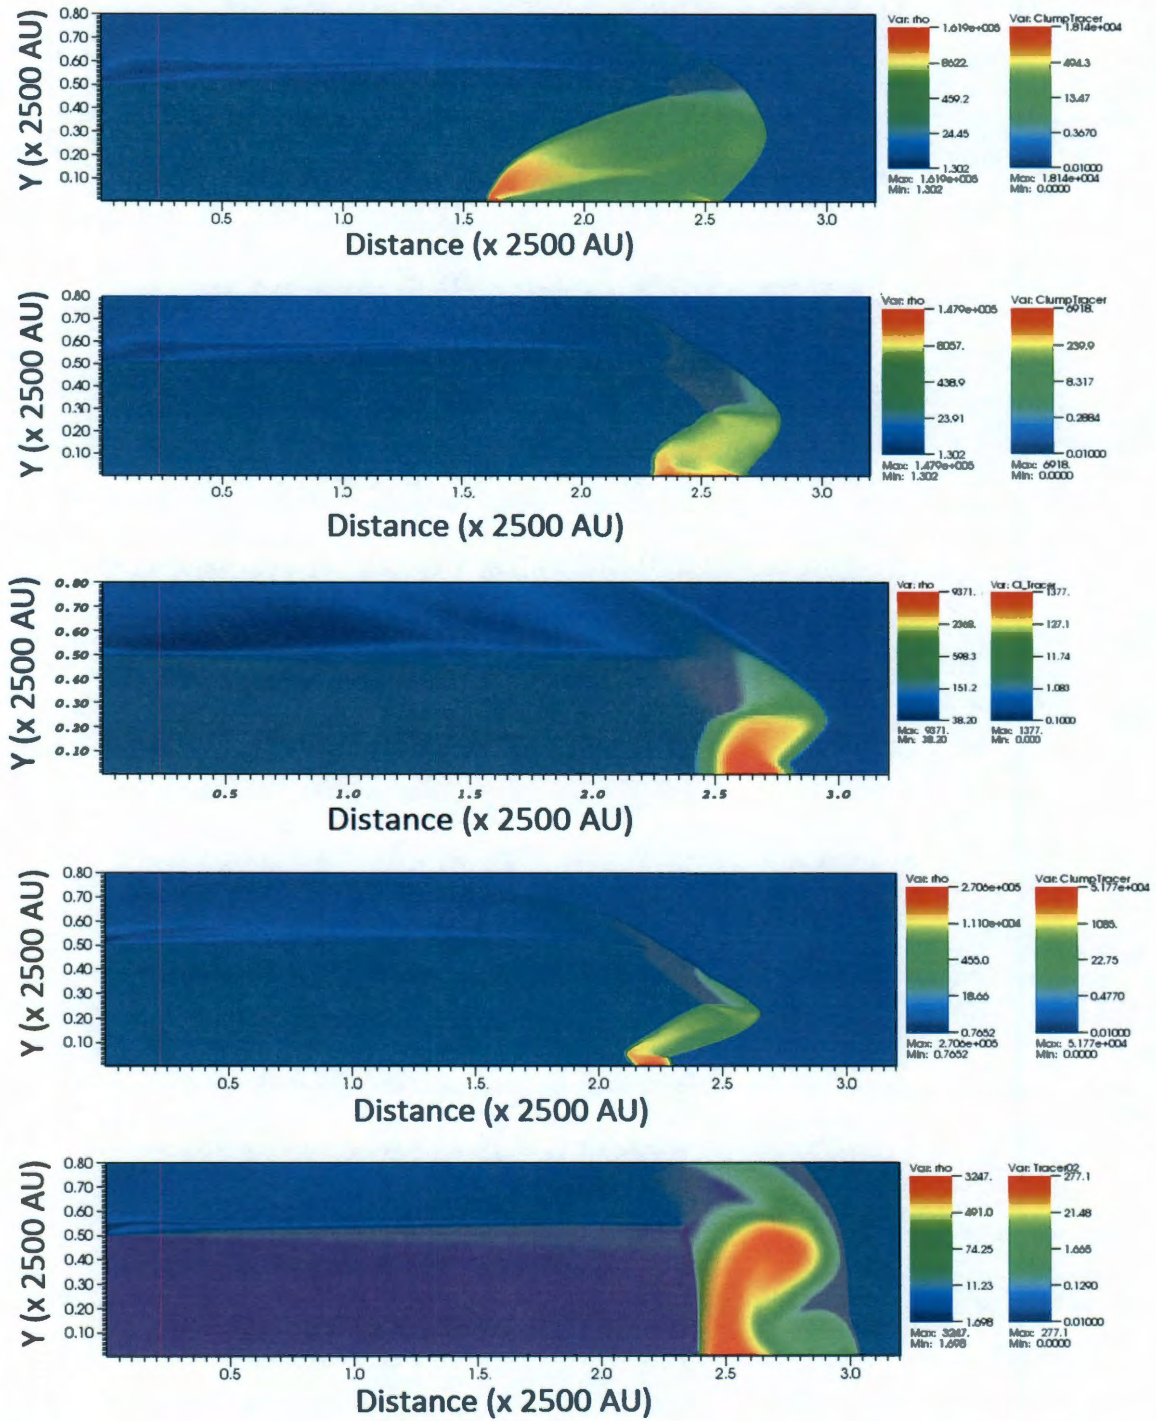 Y (x 2500 AU)
0.80
0.70
0.60
0.50
0.40
0.30
0.20
0.10
0.5 1.0 1.5 2.0 2.5 3.0
Distance (x 2500 AU)
Var: rho
1.619e+005
8622.
459.2
24.45
1.302
Max: 1.619e+005
Min: 1.302
Var: ClumpTracer
1.814e+004
494.3
13.47
0.3670
0.01000
Max: 1.814e+004
Min: 0.0000
Y (x 2500 AU)
0.80
0.70
0.60
0.50
0.40
0.30
0.20
0.10
0.5 1.0 1.5. 2.0 2.5. 3.0
Distance (x 2500 AU)
Var: rho
1.479e+005
8057.
438.9
23.91
1.302
Max: 1.479e+005
Min: 1.302
Var: ClumpTracer
6918.
239.9
8.317
0.2884
0.01000
Max: 6918.
Min: 0.0000
Y (x 2500 AU)
0.80
0.70
0.60
0.50
0.40
0.30
0.20
0.10
0.5 1.0 1.5 2.0 2.5 3.0
Distance (x 2500 AU)
Var: rho
9371.
2368.
598.3
151.2
38.20
Max: 9371.
Min: 38.20
Var: Cl_Tracer
1377.
127.1
11.74
1.083
0.1000
Max: 1377.
Min: 0.000
Y (x 2500 AU)
0.80
0.70
0.60
0.50
0.40
0.30
0.20
0.10
0.5 1.0 1.5. 2.0 2.5. 3.0
Distance (x 2500 AU)
Var: rho
2.706e+005
1.110e+004
455.0
18.66
0.7652
Max: 2.706e+005
Min: 0.7652
Var: ClumpTracer
5.177e+004
1085.
22.75
0.4770
0.01000
Max: 5.177e+004
Min: 0.0000
Y (x 2500 AU)
0.80
0.70
0.60
0.50
0.40
0.30
0.20
0.10
0.5 1.0 1.5. 2.0 2.5 3.0
Distance (x 2500 AU)
Var: rho
3247.
491.0
74.25
11.23
1.698
Max: 3247.
Min: 1.698
Var: Tracer02
277.1
21.48
1.665
0.1290
0.01000
Max: 277.1
Min: 0.0000